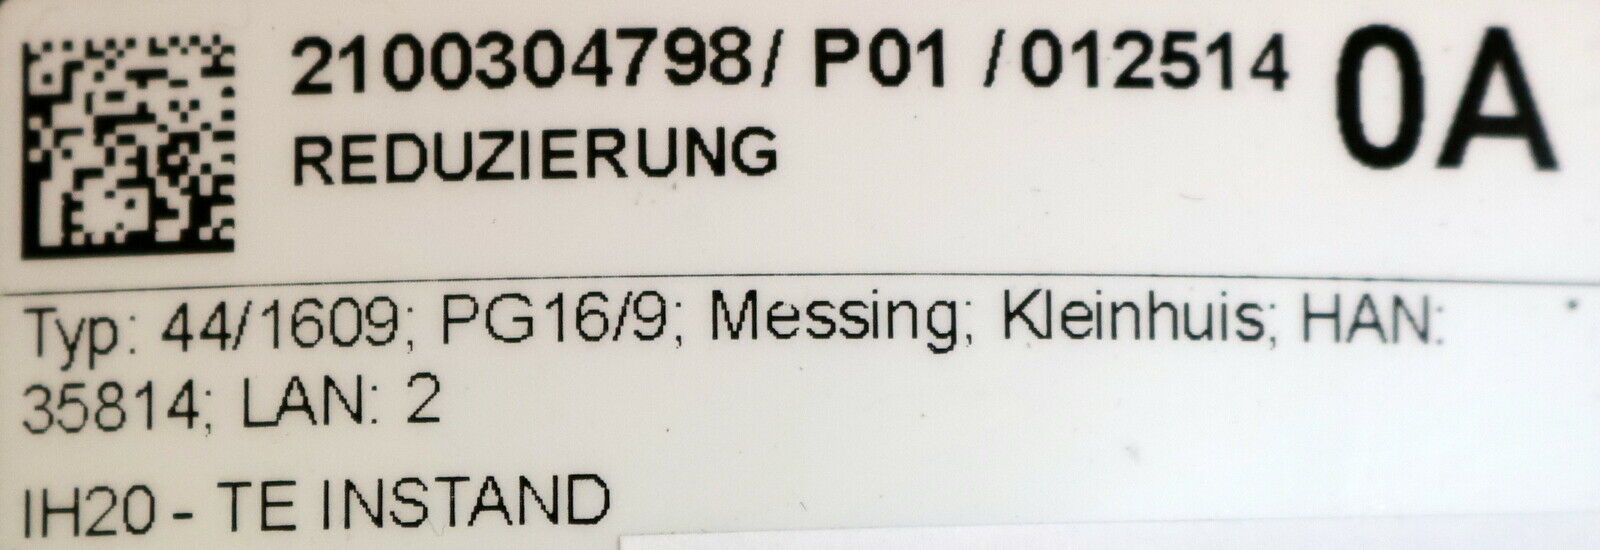 2100304798/ P01 /012514 0A
REDUZIERUNG
Typ: 44/1609; PG16/9; Messing; Kleinhuis; HAN:
35814; LAN: 2
IH20 - TE INSTAND